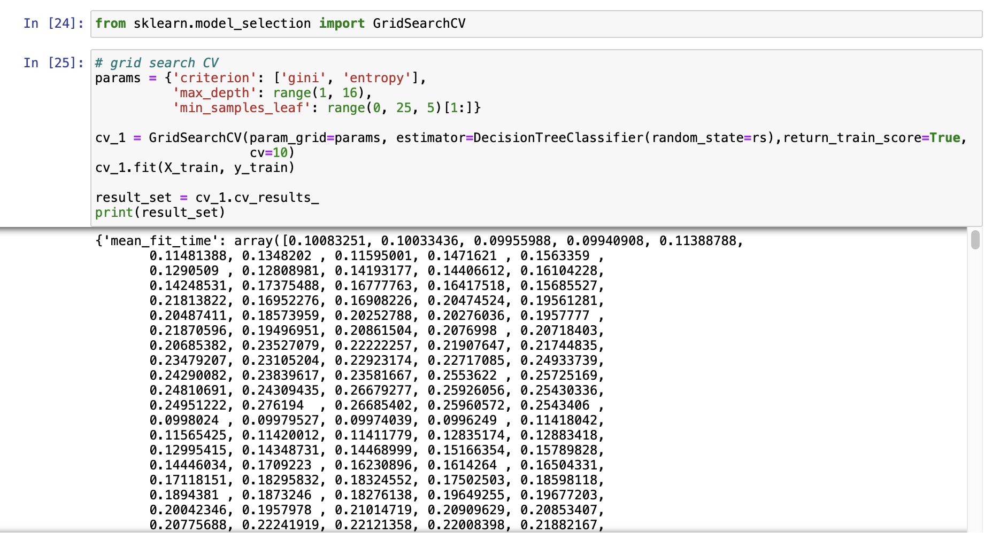 In [24]: from sklearn.model_selection import GridSearchCV
In [25]: # grid search CV
params = {'criterion': ['gini', 'entropy'],
          'max_depth': range(1, 16),
          'min_samples_leaf': range(0, 25, 5)[1:]}
cv_1 = GridSearchCV(param_grid=params, estimator=DecisionTreeClassifier(random_state=rs),return_train_score=True,
                    cv=10)
cv_1.fit(X_train, y_train)
result_set = cv_1.cv_results_
print(result_set)
{'mean_fit_time': array([0.10083251, 0.10033436, 0.09955988, 0.09940908, 0.11388788,
       0.11481388, 0.1348202 , 0.11595001, 0.1471621 , 0.1563359 ,
       0.1290509 , 0.12808981, 0.14193177, 0.14406612, 0.16104228,
       0.14248531, 0.17375488, 0.16777763, 0.16417518, 0.15685527,
       0.21813822, 0.16952276, 0.16908226, 0.20474524, 0.19561281,
       0.20487411, 0.18573959, 0.20252788, 0.20276036, 0.1957777 ,
       0.21870596, 0.19496951, 0.20861504, 0.2076998 , 0.20718403,
       0.20685382, 0.23527079, 0.22222257, 0.21907647, 0.21744835,
       0.23479207, 0.23105204, 0.22923174, 0.22717085, 0.24933739,
       0.24290082, 0.23839617, 0.23581667, 0.2553622 , 0.25725169,
       0.24810691, 0.24309435, 0.26679277, 0.25926056, 0.25430336,
       0.24951222, 0.276194  , 0.26685402, 0.25960572, 0.2543406 ,
       0.0998024 , 0.09979527, 0.09974039, 0.0996249 , 0.11418042,
       0.11565425, 0.11420012, 0.11411779, 0.12835174, 0.12883418,
       0.12995415, 0.14348731, 0.14468999, 0.15166354, 0.15789828,
       0.14446034, 0.1709223 , 0.16230896, 0.1614264 , 0.16504331,
       0.17118151, 0.18295832, 0.18324552, 0.17502503, 0.18598118,
       0.1894381 , 0.1873246 , 0.18276138, 0.19649255, 0.19677203,
       0.20042346, 0.1957978 , 0.21014719, 0.20909629, 0.20853407,
       0.20775688, 0.22241919, 0.22121358, 0.22008398, 0.21882167,